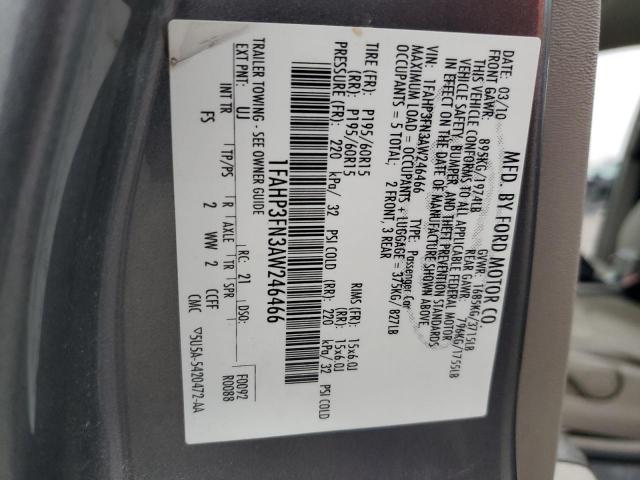 MFD. BY FORD MOTOR CO
DATE: 03/10 GVWR: 1685KG/3715LB
FRONT GAWR: 895KG/1974LB REAR GAWR: 796KG/1755LB
THIS VEHICLE CONFORMS TO ALL APPLICABLE FEDERAL MOTOR
VEHICLE SAFETY, BUMPER, AND THEFT PREVENTION STANDARDS
IN EFFECT ON THE DATE OF MANUFACTURE SHOWN ABOVE.
VIN: 1FAHP3FN3AW246466 TYPE: Passenger Car
MAXIMUM LOAD = OCCUPANTS + LUGGAGE = 375KG/ 827LB
OCCUPANTS = 5 TOTAL: 2 FRONT, 3 REAR
TIRE (FR): P195/60R15 RIMS (FR): 15x6.0J
(RR): P195/60R15 (RR): 15x6.0J
PRESSURE (FR): 220 kPa/ 32 PSI COLD (RR): 220 kPa/ 32 PSI COLD
1FAHP3FN3AW246466
TRAILER TOWING - SEE OWNER GUIDE
EXT PNT: UJ RC: 21 DSO: F0092
R0088
INT TR TP/PS R AXLE TR SPR
FS 2 WW 2 CCFF
CMC ▽5U5A-5420472-AA